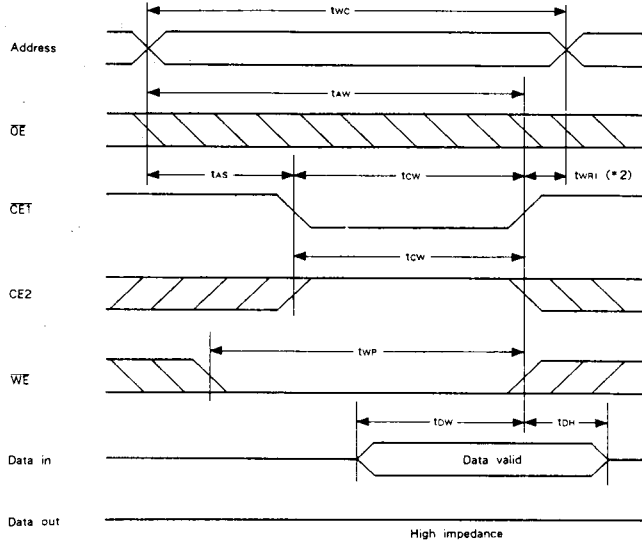 twc
Address
tAW
OE
tAS
tcw
tWRI (*2)
CE1
tcw
CE2
twP
WE
tDW
tDH
Data in
Data valid
Data out
High impedance